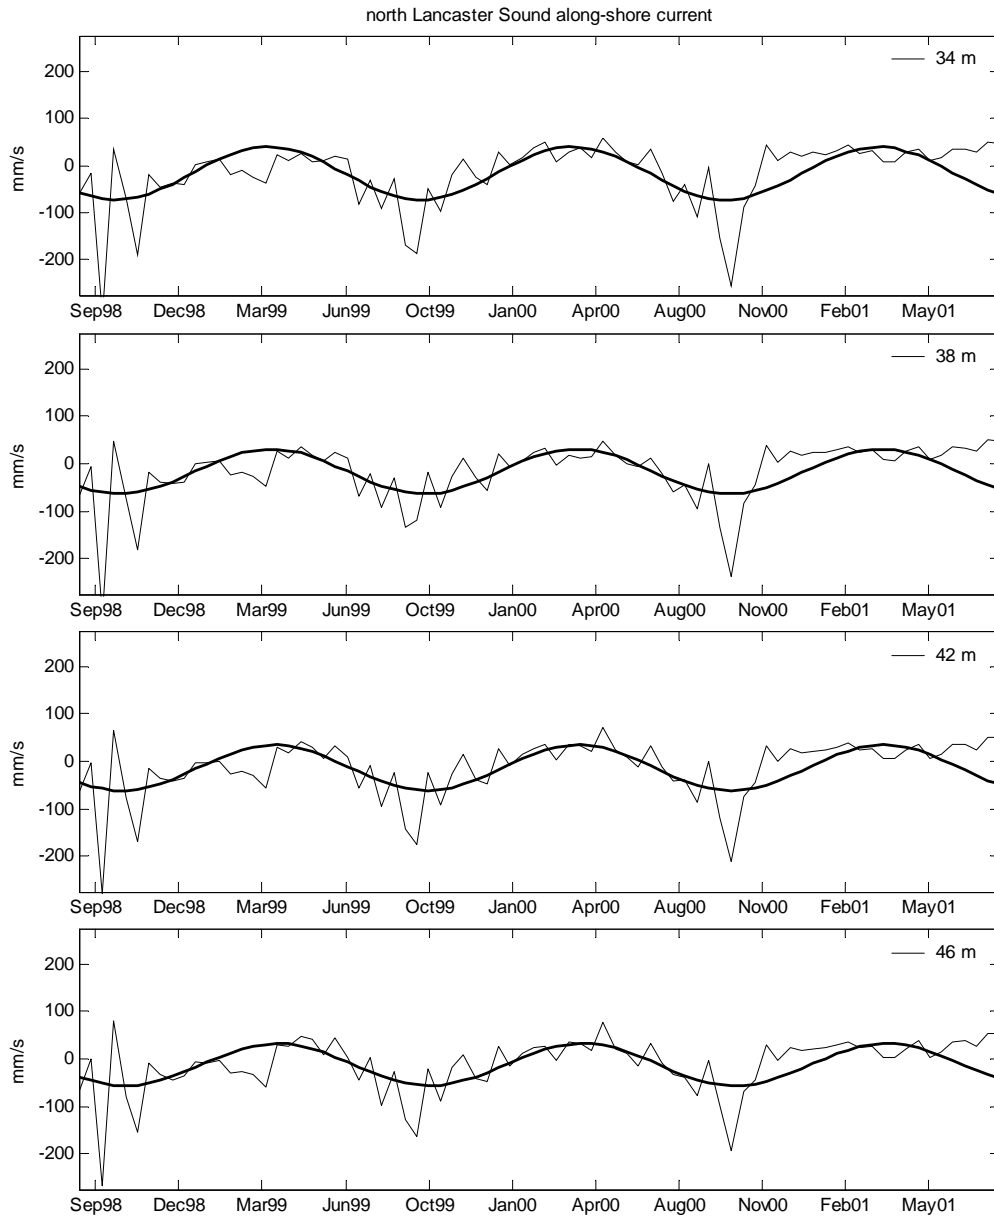 north Lancaster Sound along-shore current
34 m
200
100
0
-100
-200
mm/s
Sep98 Dec98 Mar99 Jun99 Oct99 Jan00 Apr00 Aug00 Nov00 Feb01 May01
38 m
200
100
0
-100
-200
mm/s
Sep98 Dec98 Mar99 Jun99 Oct99 Jan00 Apr00 Aug00 Nov00 Feb01 May01
42 m
200
100
0
-100
-200
mm/s
Sep98 Dec98 Mar99 Jun99 Oct99 Jan00 Apr00 Aug00 Nov00 Feb01 May01
46 m
200
100
0
-100
-200
mm/s
Sep98 Dec98 Mar99 Jun99 Oct99 Jan00 Apr00 Aug00 Nov00 Feb01 May01